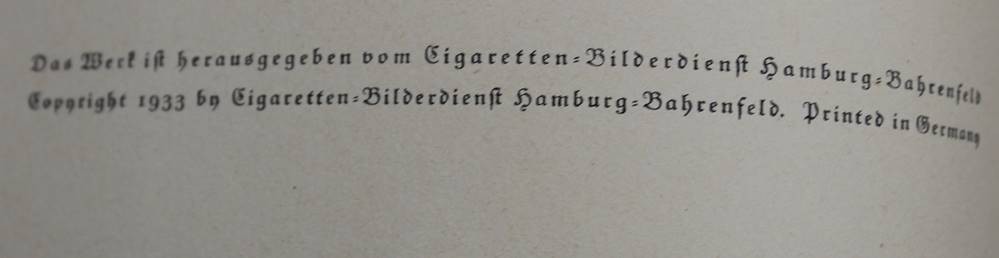 Das Werk ist herausgegeben vom Cigaretten-Bilderdienst Hamburg-Bahrenfeld
Copyright 1933 by Cigaretten-Bilderdienst Hamburg-Bahrenfeld. Printed in Germany